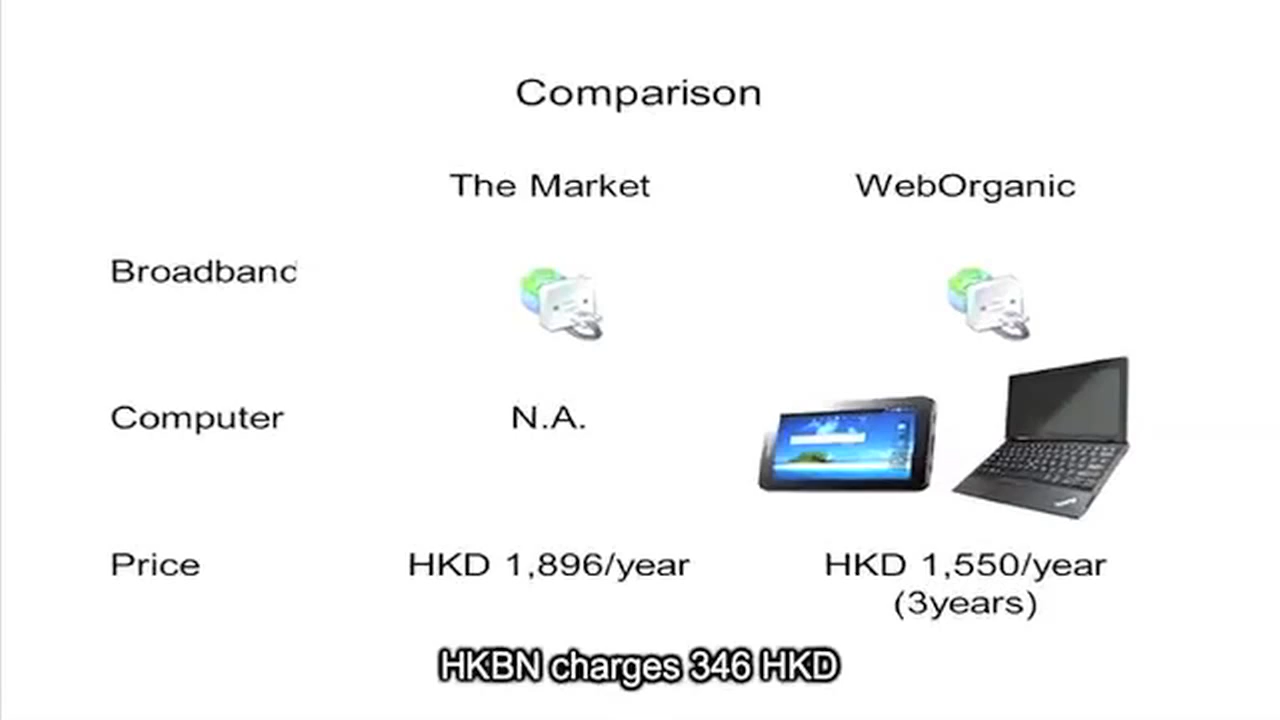 Comparison
The Market WebOrganic
Broadband
Computer N.A.
Price HKD 1,896/year HKD 1,550/year
(3years)
HKBN charges 346 HKD